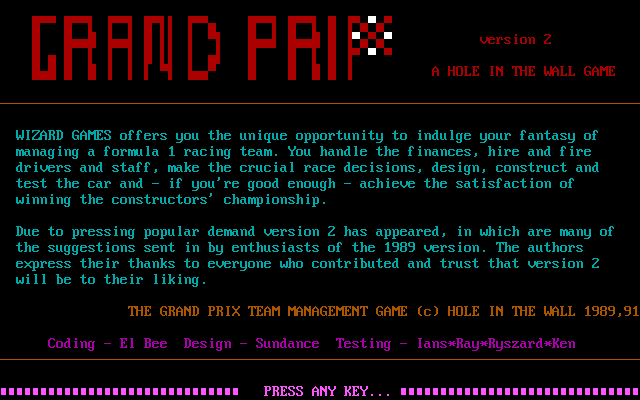 GRAND PRIX
version 2
A HOLE IN THE WALL GAME
WIZARD GAMES offers you the unique opportunity to indulge your fantasy of
managing a formula 1 racing team. You handle the finances, hire and fire
drivers and staff, make the crucial race decisions, design, construct and
test the car and - if you're good enough - achieve the satisfaction of
winning the constructors' championship.
Due to pressing popular demand version 2 has appeared, in which are many of
the suggestions sent in by enthusiasts of the 1989 version. The authors
express their thanks to everyone who contributed and trust that version 2
will be to their liking.
THE GRAND PRIX TEAM MANAGEMENT GAME (c) HOLE IN THE WALL 1989,91
Coding - El Bee  Design - Sundance  Testing - Ians*Ray*Ryszard*Ken
PRESS ANY KEY...